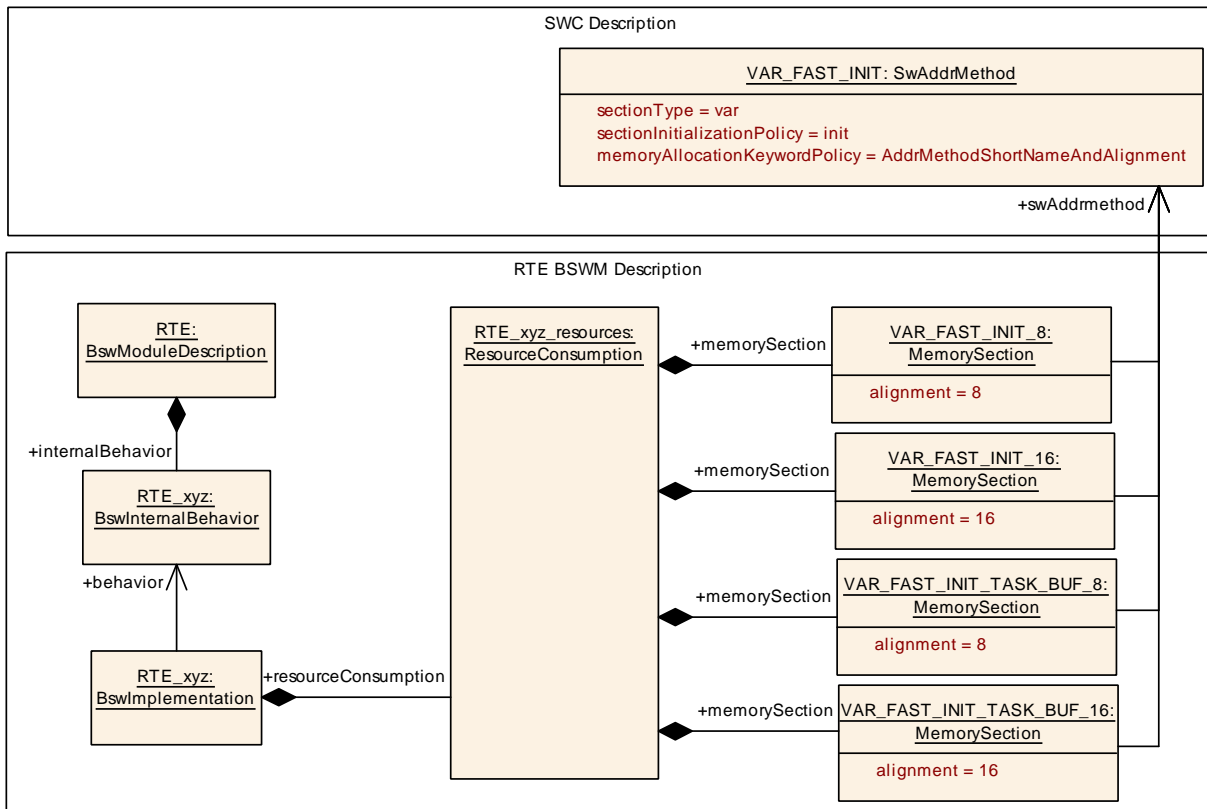 SWC Description
VAR_FAST_INIT: SwAddrMethod
sectionType = var
sectionInitializationPolicy = init
memoryAllocationKeywordPolicy = AddrMethodShortNameAndAlignment
+swAddrmethod
RTE BSWM Description
RTE:
BswModuleDescription
+internalBehavior
RTE_xyz:
BswInternalBehavior
+behavior
RTE_xyz:
BswImplementation
+resourceConsumption
RTE_xyz_resources:
ResourceConsumption
+memorySection
VAR_FAST_INIT_8:
MemorySection
alignment = 8
+memorySection
VAR_FAST_INIT_16:
MemorySection
alignment = 16
+memorySection
VAR_FAST_INIT_TASK_BUF_8:
MemorySection
alignment = 8
+memorySection
VAR_FAST_INIT_TASK_BUF_16:
MemorySection
alignment = 16